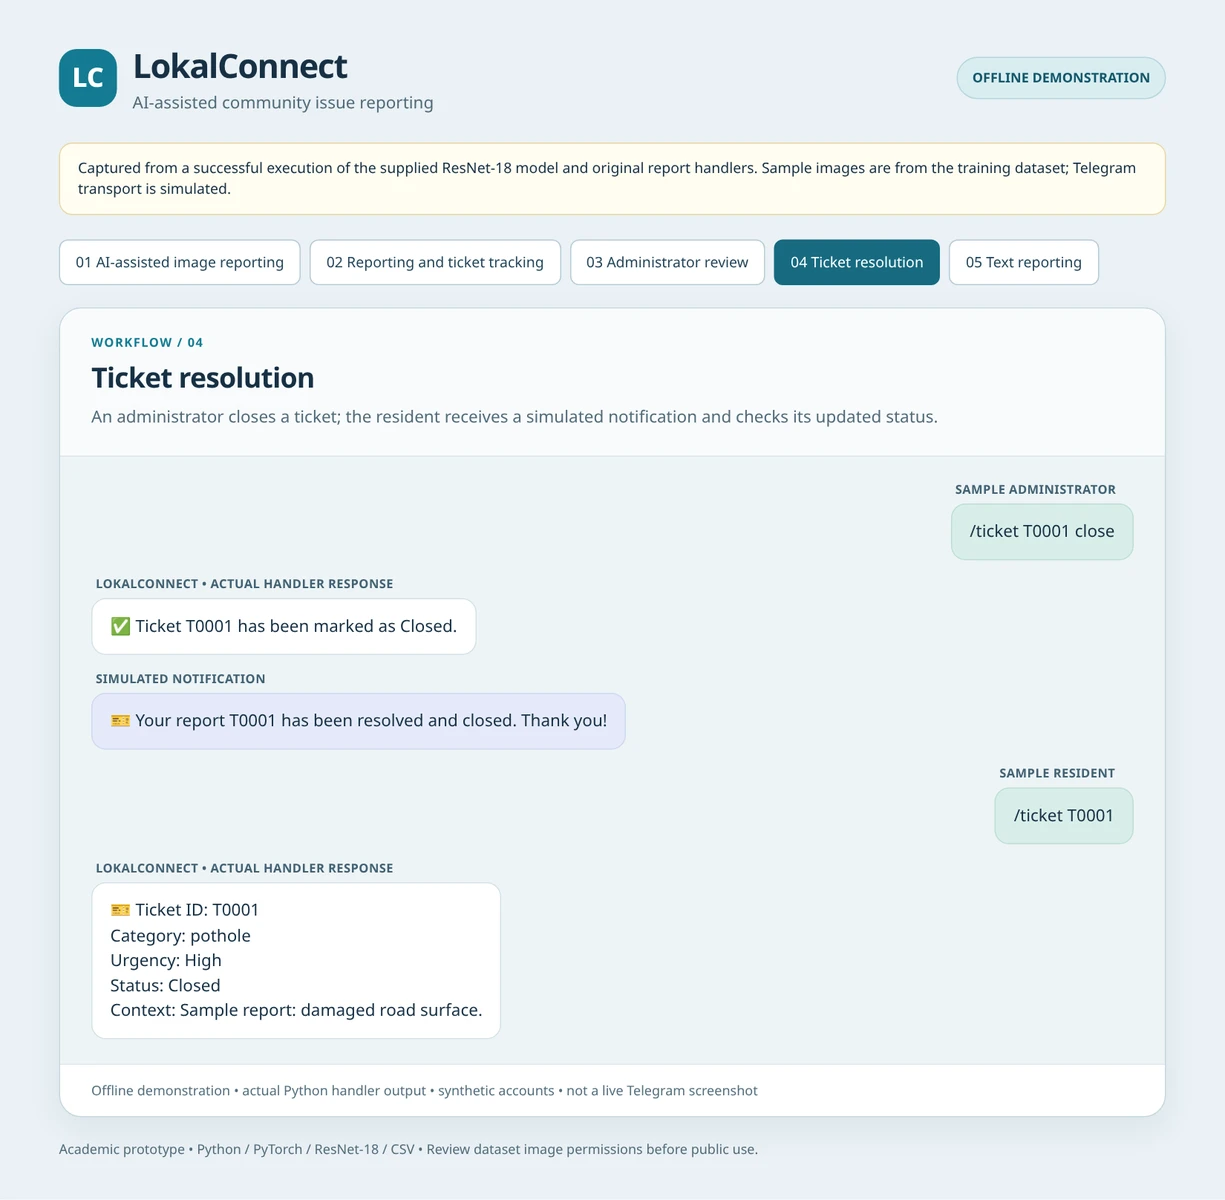 LC
LokalConnect
AI-assisted community issue reporting
OFFLINE DEMONSTRATION
Captured from a successful execution of the supplied ResNet-18 model and original report handlers. Sample images are from the training dataset; Telegram
transport is simulated.
01 AI-assisted image reporting
02 Reporting and ticket tracking
03 Administrator review
04 Ticket resolution
05 Text reporting
WORKFLOW / 04
Ticket resolution
An administrator closes a ticket; the resident receives a simulated notification and checks its updated status.
SAMPLE ADMINISTRATOR
/ticket T0001 close
LOKALCONNECT • ACTUAL HANDLER RESPONSE
✅ Ticket T0001 has been marked as Closed.
SIMULATED NOTIFICATION
🎫 Your report T0001 has been resolved and closed. Thank you!
SAMPLE RESIDENT
/ticket T0001
LOKALCONNECT • ACTUAL HANDLER RESPONSE
🎫 Ticket ID: T0001
Category: pothole
Urgency: High
Status: Closed
Context: Sample report: damaged road surface.
Offline demonstration • actual Python handler output • synthetic accounts • not a live Telegram screenshot
Academic prototype • Python / PyTorch / ResNet-18 / CSV • Review dataset image permissions before public use.